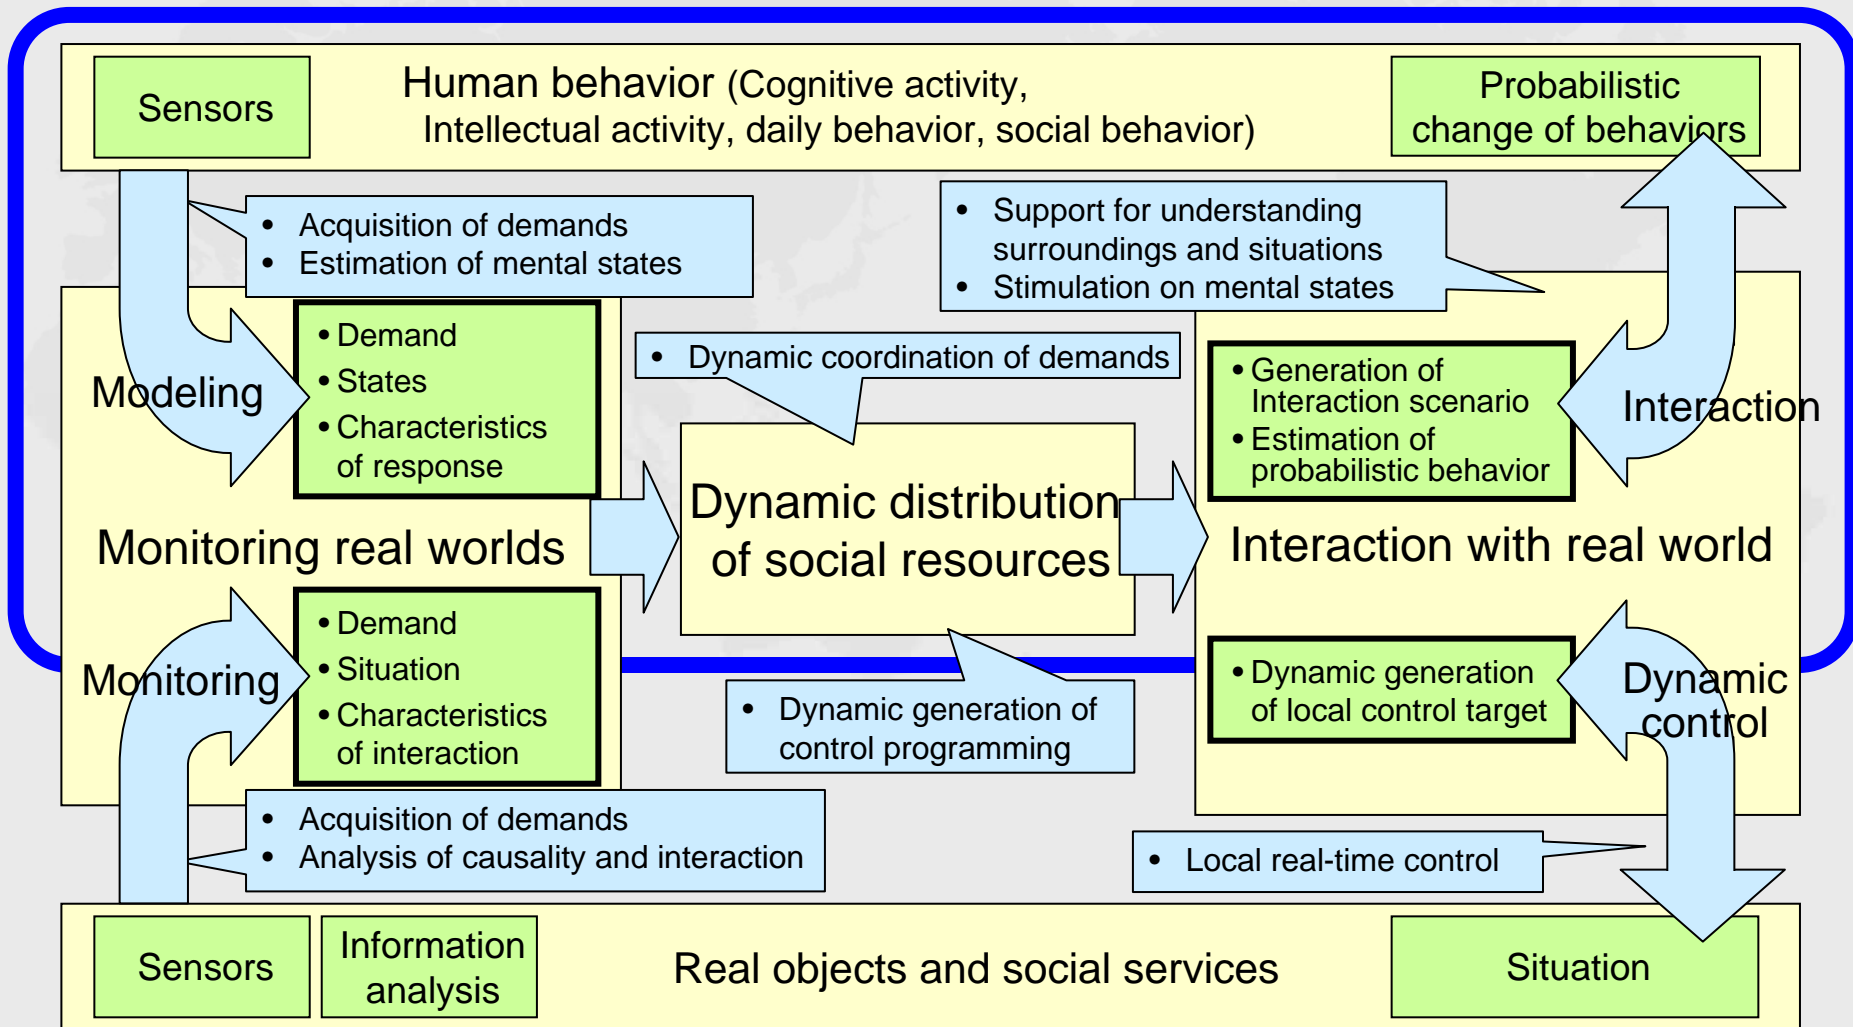 Sensors
Human behavior (Cognitive activity,
Intellectual activity, daily behavior, social behavior)
Probabilistic
change of behaviors
• Acquisition of demands
• Estimation of mental states
• Support for understanding
surroundings and situations
• Stimulation on mental states
Modeling
• Demand
• States
• Characteristics
of response
• Dynamic coordination of demands
• Generation of
Interaction scenario
• Estimation of
probabilistic behavior
Interaction
Monitoring real worlds
Dynamic distribution
of social resources
Interaction with real world
Monitoring
• Demand
• Situation
• Characteristics
of interaction
• Dynamic generation of
control programming
• Dynamic generation
of local control target
Dynamic
control
• Acquisition of demands
• Analysis of causality and interaction
• Local real-time control
Sensors
Information
analysis
Real objects and social services
Situation